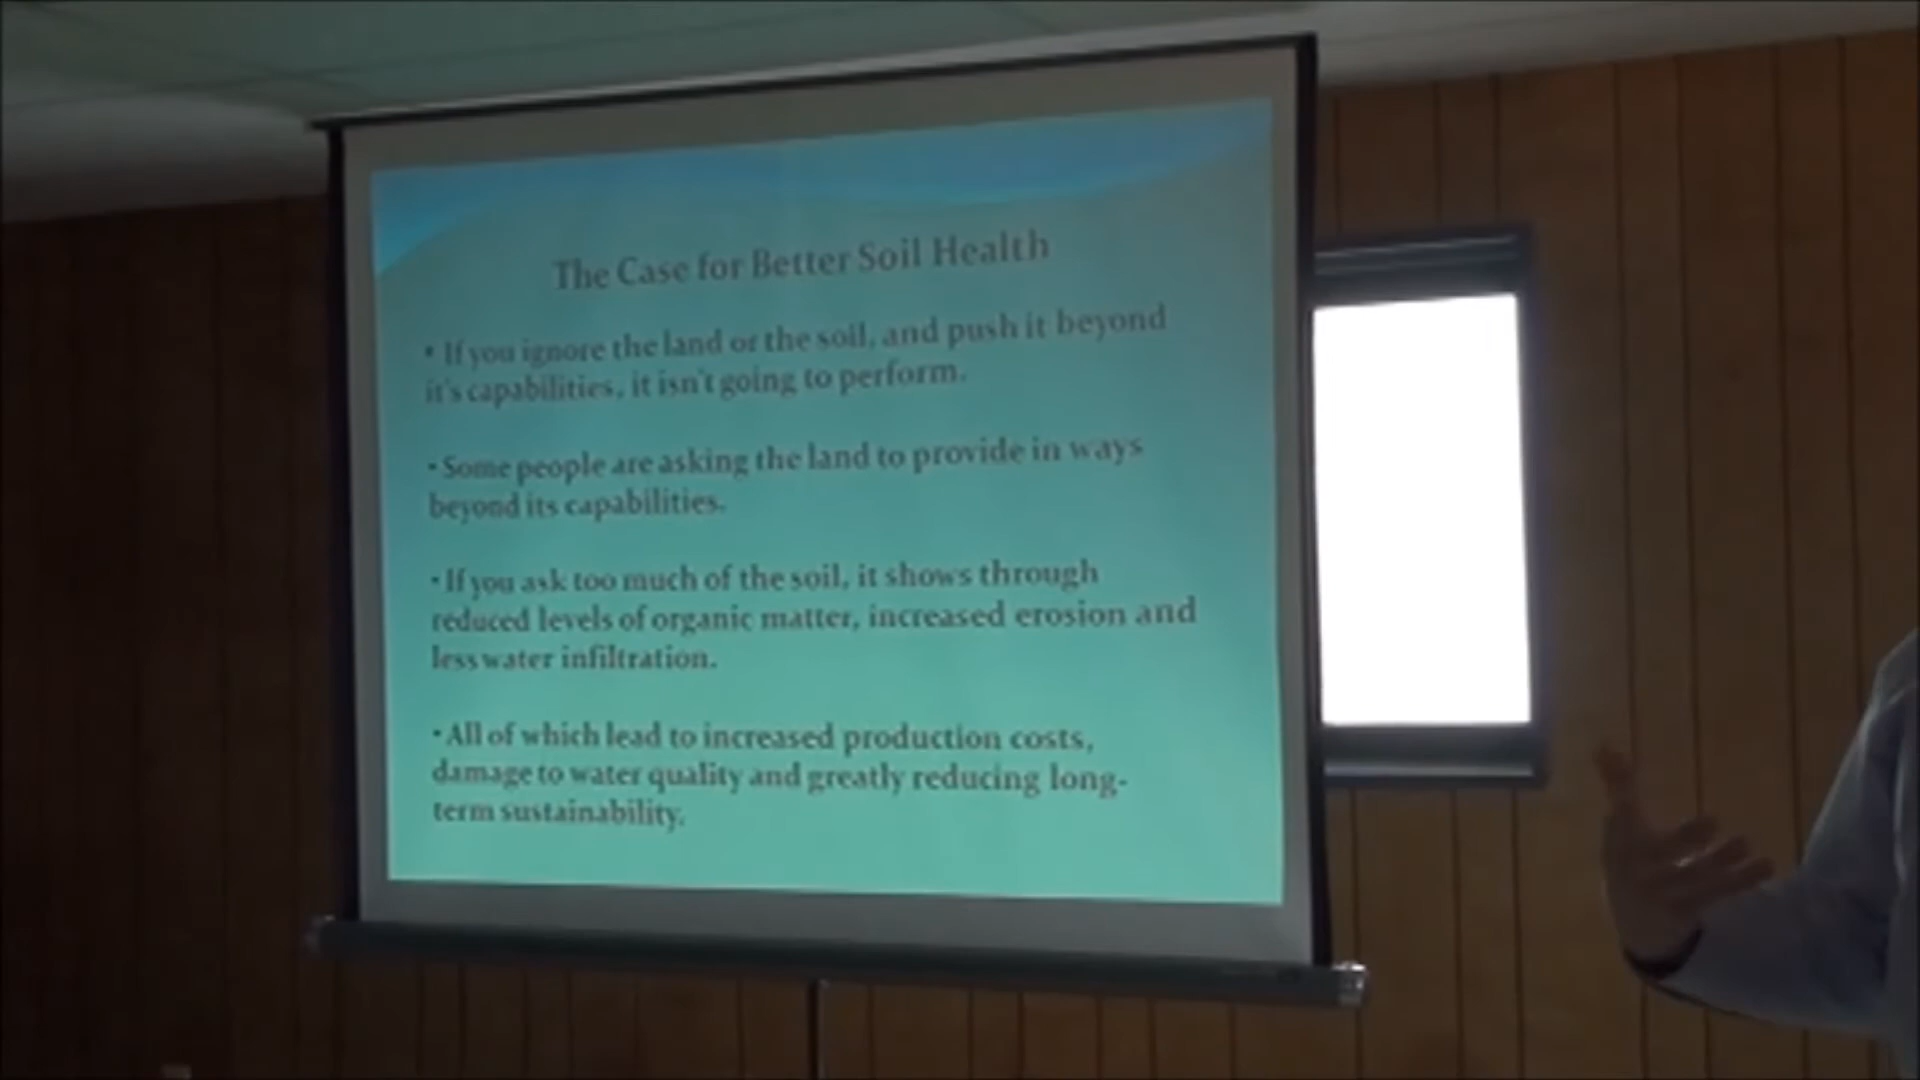 The Case for Better Soil Health
• If you ignore the land or the soil, and push it beyond
it's capabilities, it isn't going to perform.
• Some people are asking the land to provide in ways
beyond its capabilities.
• If you ask too much of the soil, it shows through
reduced levels of organic matter, increased erosion and
less water infiltration.
• All of which lead to increased production costs,
damage to water quality and greatly reducing long-
term sustainability.